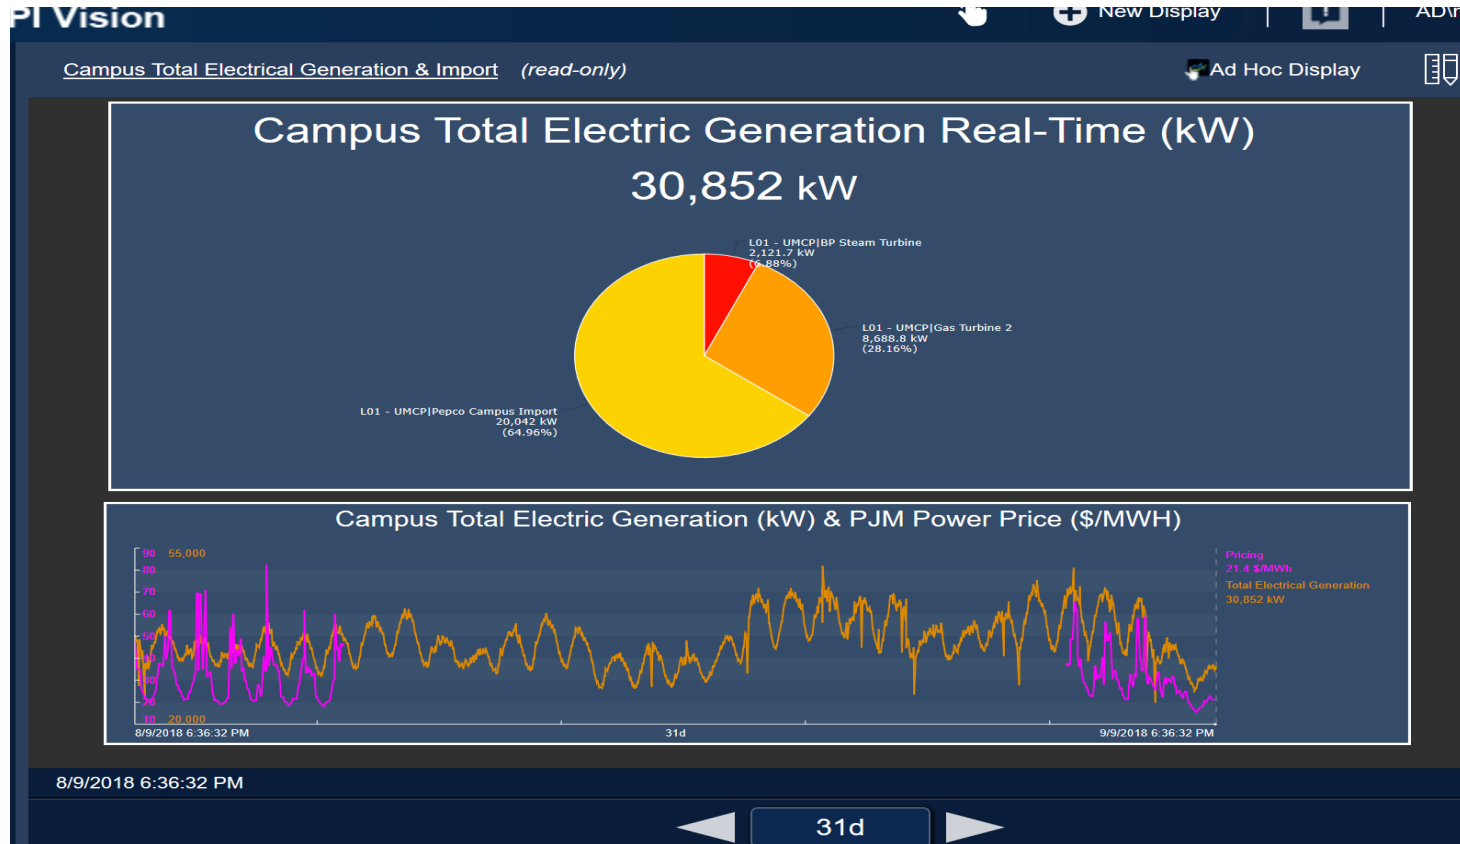 PI Vision
New Display
Campus Total Electrical Generation & Import (read-only)
Ad Hoc Display
Campus Total Electric Generation Real-Time (kW)
30,852 kW
L01 - UMCP|BP Steam Turbine
2,121.7 kW
(6.88%)
L01 - UMCP|Gas Turbine 2
8,688.8 kW
(28.16%)
L01 - UMCP|Pepco Campus Import
20,042 kW
(64.96%)
Campus Total Electric Generation (kW) & PJM Power Price ($/MWH)
90 55,000
80
70
60
50
40
30
20
10 20,000
Pricing
21.4 $/MWh
Total Electrical Generation
30,852 kW
8/9/2018 6:36:32 PM 31d 9/9/2018 6:36:32 PM
8/9/2018 6:36:32 PM
31d